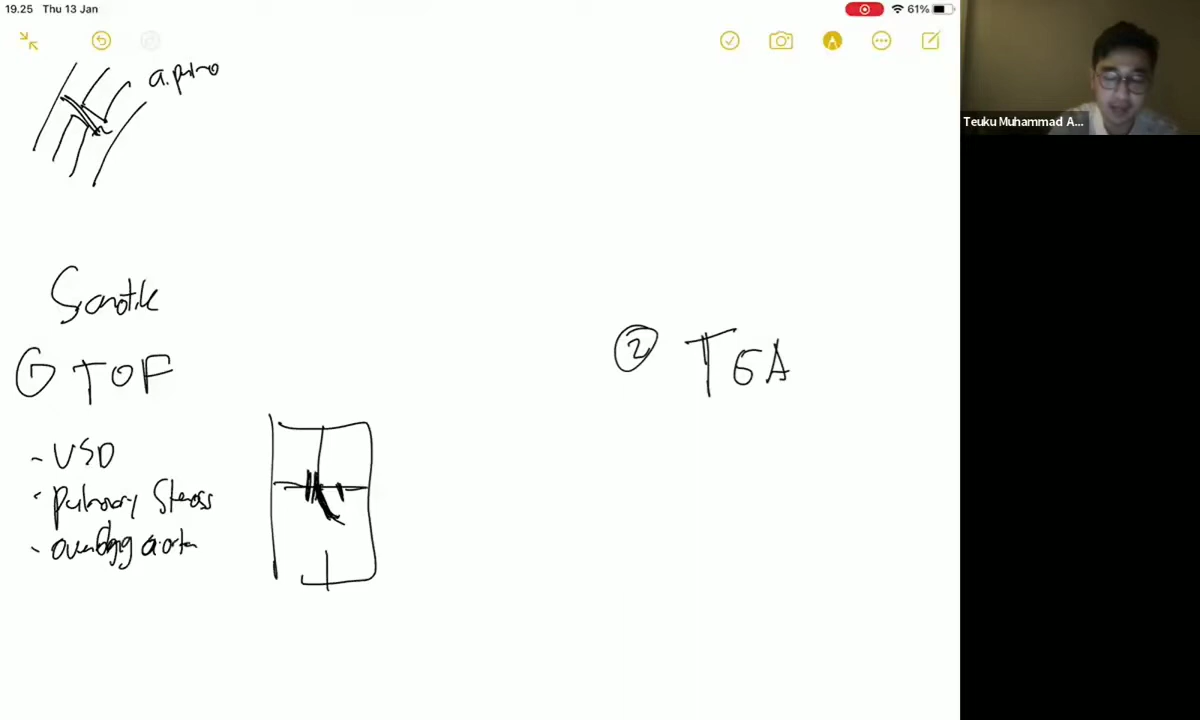 19.25 Thu 13 Jan
61%
Teuku Muhammad A...
a.pulmo
Sianotik
① TOF
- VSD
- pulmonary Stenosis
- overriding aorta
② TGA